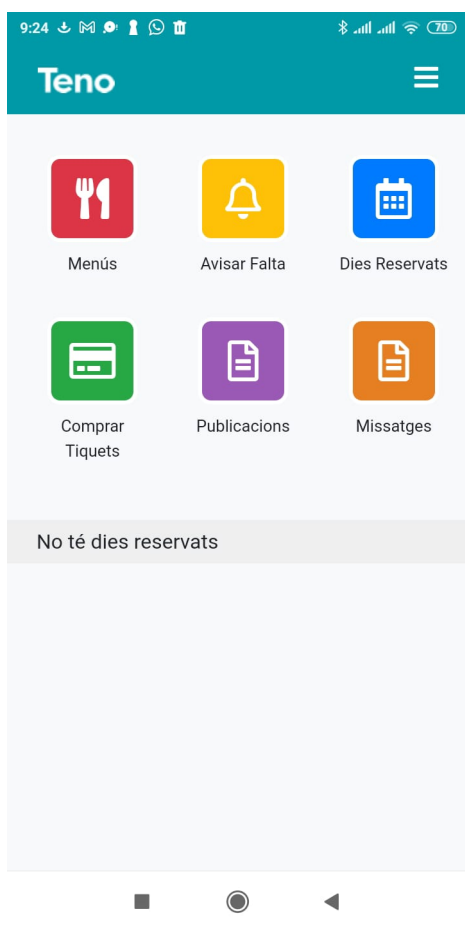 9:24
70
Teno
Menús
Avisar Falta
Dies Reservats
Comprar
Tiquets
Publicacions
Missatges
No té dies reservats